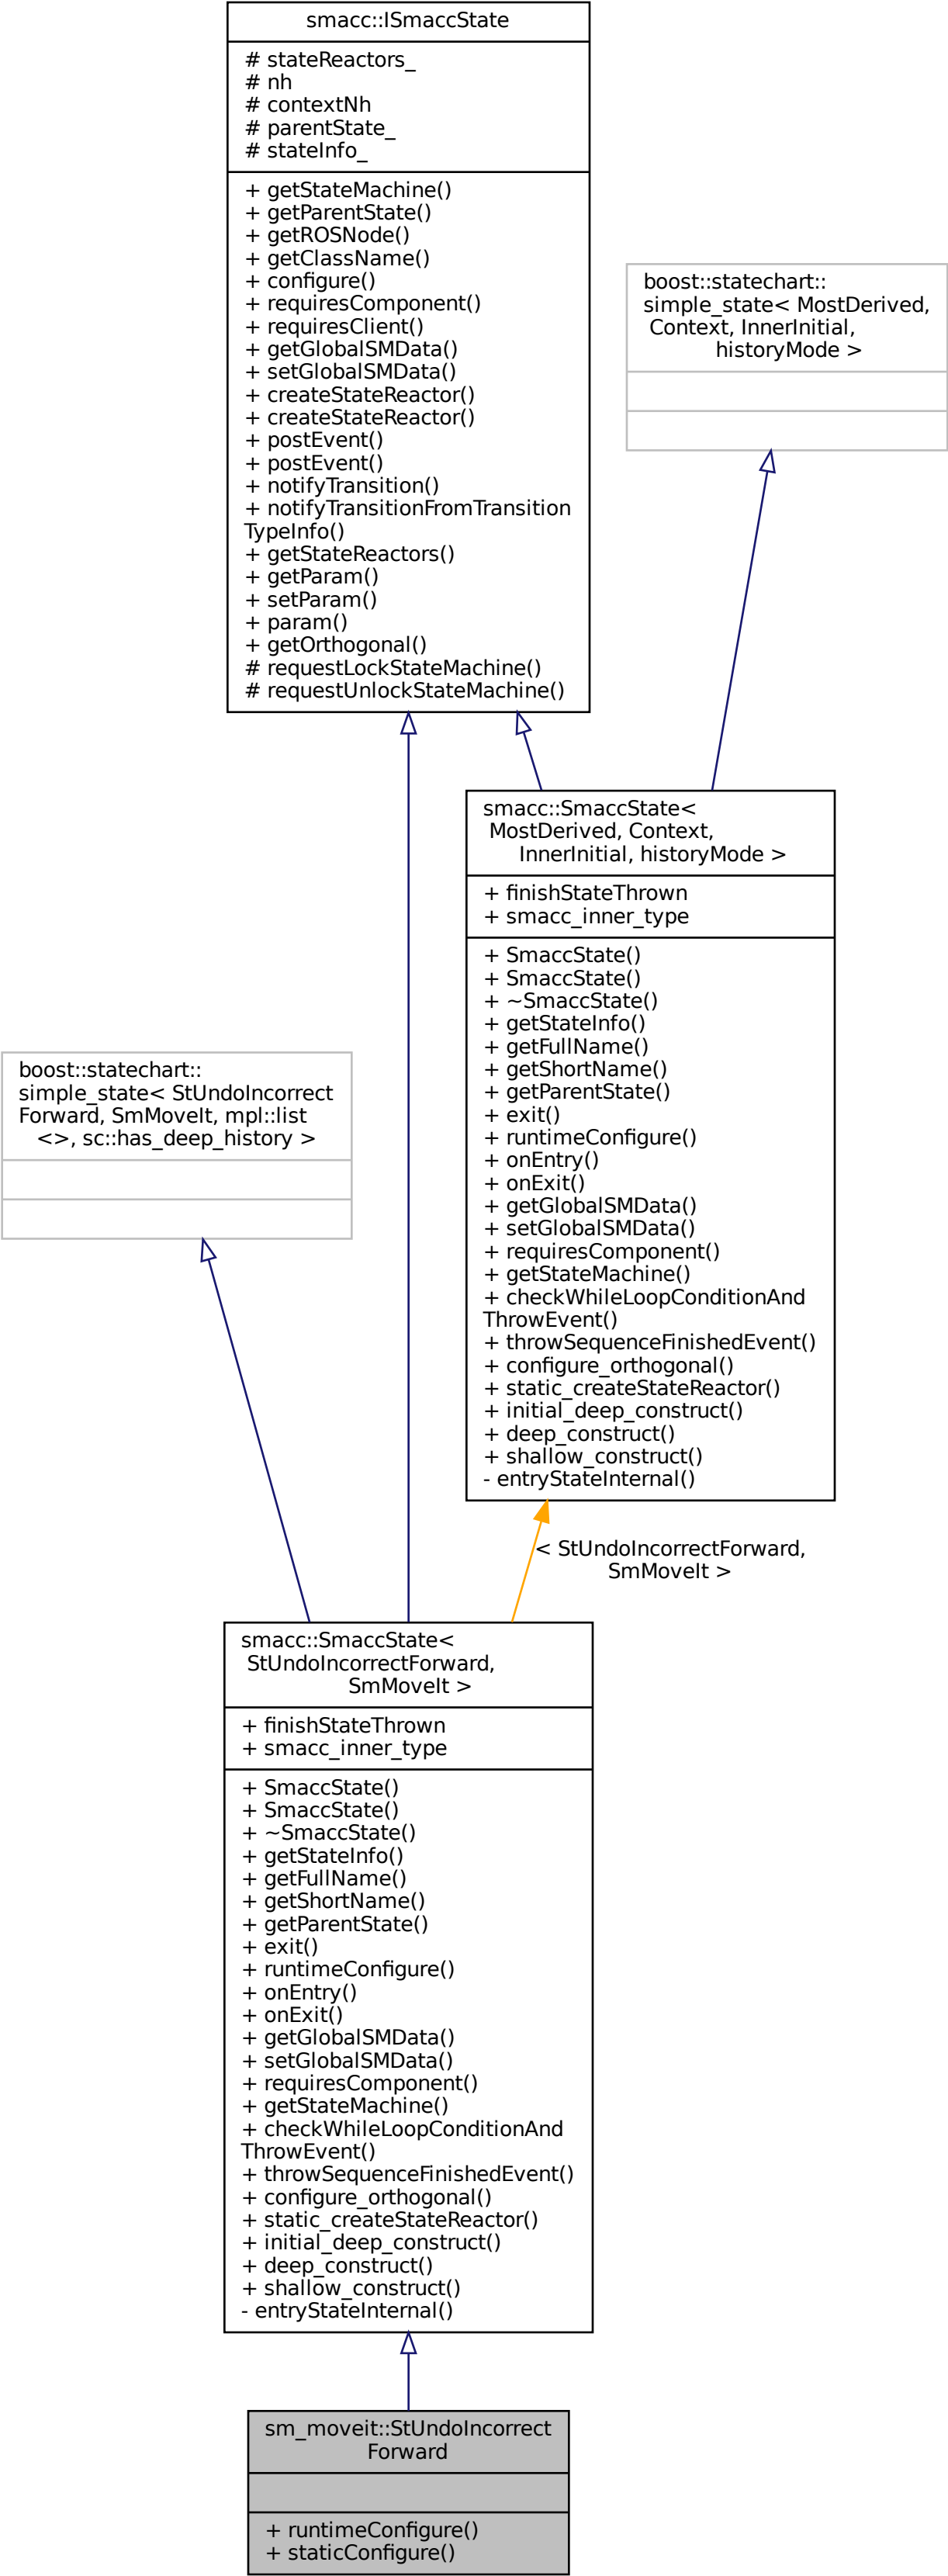 smacc::ISmaccState
# stateReactors_
# nh
# contextNh
# parentState_
# stateInfo_
+ getStateMachine()
+ getParentState()
+ getROSNode()
+ getClassName()
+ configure()
+ requiresComponent()
+ requiresClient()
+ getGlobalSMData()
+ setGlobalSMData()
+ createStateReactor()
+ createStateReactor()
+ postEvent()
+ postEvent()
+ notifyTransition()
+ notifyTransitionFromTransition
TypeInfo()
+ getStateReactors()
+ getParam()
+ setParam()
+ param()
+ getOrthogonal()
# requestLockStateMachine()
# requestUnlockStateMachine()
boost::statechart::
simple_state< MostDerived,
Context, InnerInitial,
historyMode >
smacc::SmaccState<
MostDerived, Context,
InnerInitial, historyMode >
+ finishStateThrown
+ smacc_inner_type
+ SmaccState()
+ SmaccState()
+ ~SmaccState()
+ getStateInfo()
+ getFullName()
+ getShortName()
+ getParentState()
+ exit()
+ runtimeConfigure()
+ onEntry()
+ onExit()
+ getGlobalSMData()
+ setGlobalSMData()
+ requiresComponent()
+ getStateMachine()
+ checkWhileLoopConditionAnd
ThrowEvent()
+ throwSequenceFinishedEvent()
+ configure_orthogonal()
+ static_createStateReactor()
+ initial_deep_construct()
+ deep_construct()
+ shallow_construct()
- entryStateInternal()
boost::statechart::
simple_state< StUndoIncorrect
Forward, SmMoveIt, mpl::list
<>, sc::has_deep_history >
< StUndoIncorrectForward,
SmMoveIt >
smacc::SmaccState<
StUndoIncorrectForward,
SmMoveIt >
+ finishStateThrown
+ smacc_inner_type
+ SmaccState()
+ SmaccState()
+ ~SmaccState()
+ getStateInfo()
+ getFullName()
+ getShortName()
+ getParentState()
+ exit()
+ runtimeConfigure()
+ onEntry()
+ onExit()
+ getGlobalSMData()
+ setGlobalSMData()
+ requiresComponent()
+ getStateMachine()
+ checkWhileLoopConditionAnd
ThrowEvent()
+ throwSequenceFinishedEvent()
+ configure_orthogonal()
+ static_createStateReactor()
+ initial_deep_construct()
+ deep_construct()
+ shallow_construct()
- entryStateInternal()
sm_moveit::StUndoIncorrect
Forward
+ runtimeConfigure()
+ staticConfigure()